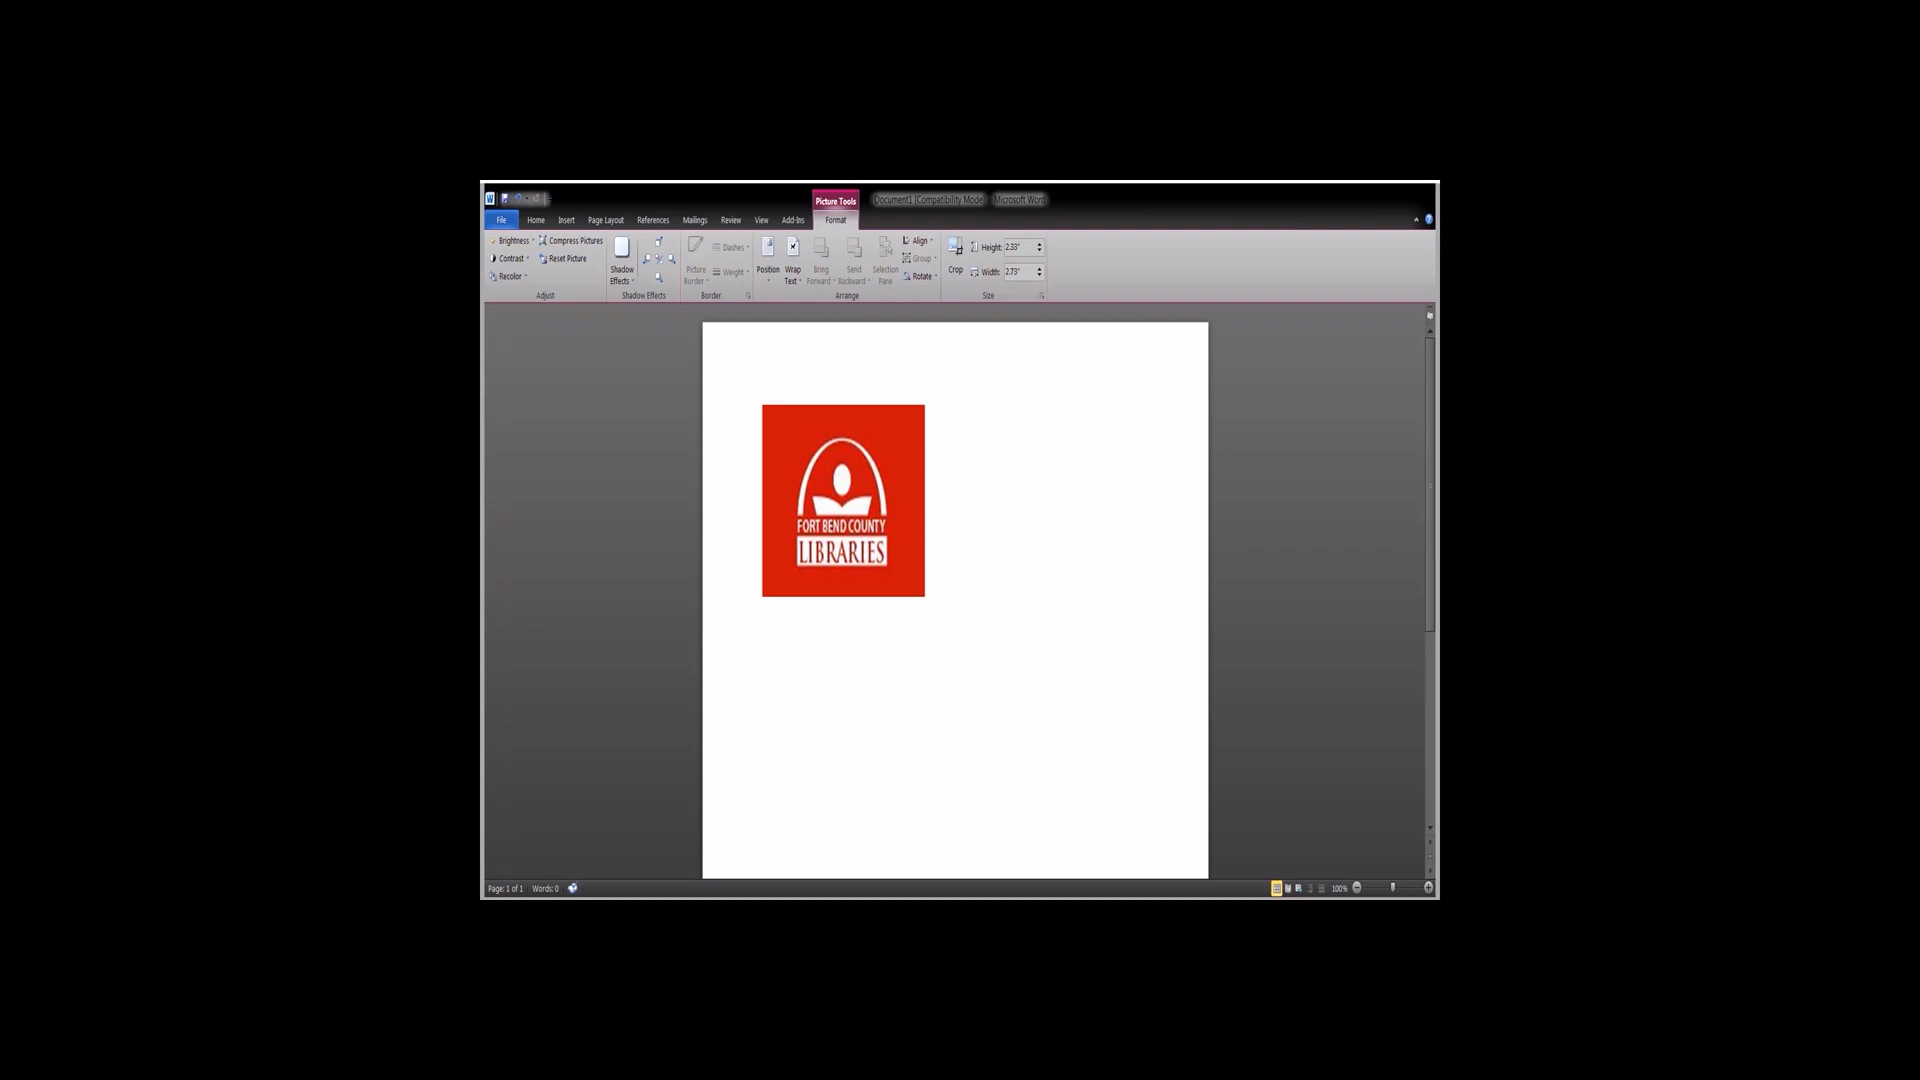 Picture Tools Document1 [Compatibility Mode] Microsoft Word
File Home Insert Page Layout References Mailings Review View Add-Ins Format
Brightness Compress Pictures
Contrast Reset Picture
Recolor
Adjust
Shadow
Effects
Shadow Effects
Picture
Border
Dashes
Weight
Border
Position
Wrap
Text
Bring
Forward
Send
Backward
Selection
Pane
Align
Group
Rotate
Arrange
Crop
Height: 2.33"
Width: 2.73"
Size
FORT BEND COUNTY
LIBRARIES
Page: 1 of 1 Words: 0 100%